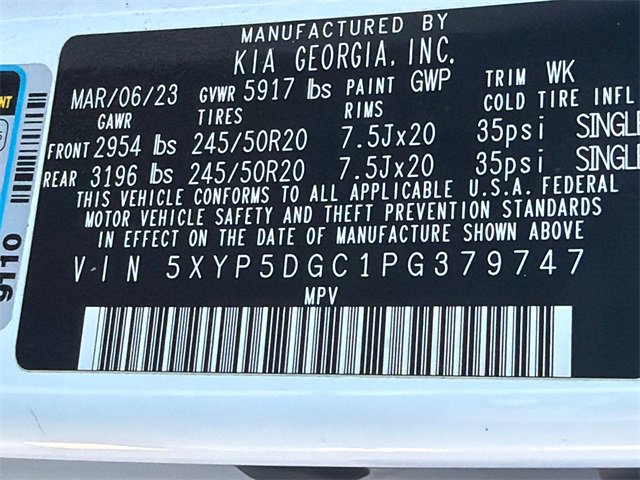 MANUFACTURED BY
KIA GEORGIA, INC.
MAR/06/23 GVWR 5917 lbs PAINT GWP TRIM WK
GAWR TIRES RIMS COLD TIRE INFL
FRONT 2954 lbs 245/50R20 7.5Jx20 35psi SINGLE
REAR 3196 lbs 245/50R20 7.5Jx20 35psi SINGLE
THIS VEHICLE CONFORMS TO ALL APPLICABLE U.S.A. FEDERAL
MOTOR VEHICLE SAFETY AND THEFT PREVENTION STANDARDS
IN EFFECT ON THE DATE OF MANUFACTURE SHOWN ABOVE
VIN 5XYP5DGC1PG379747
MPV
9110